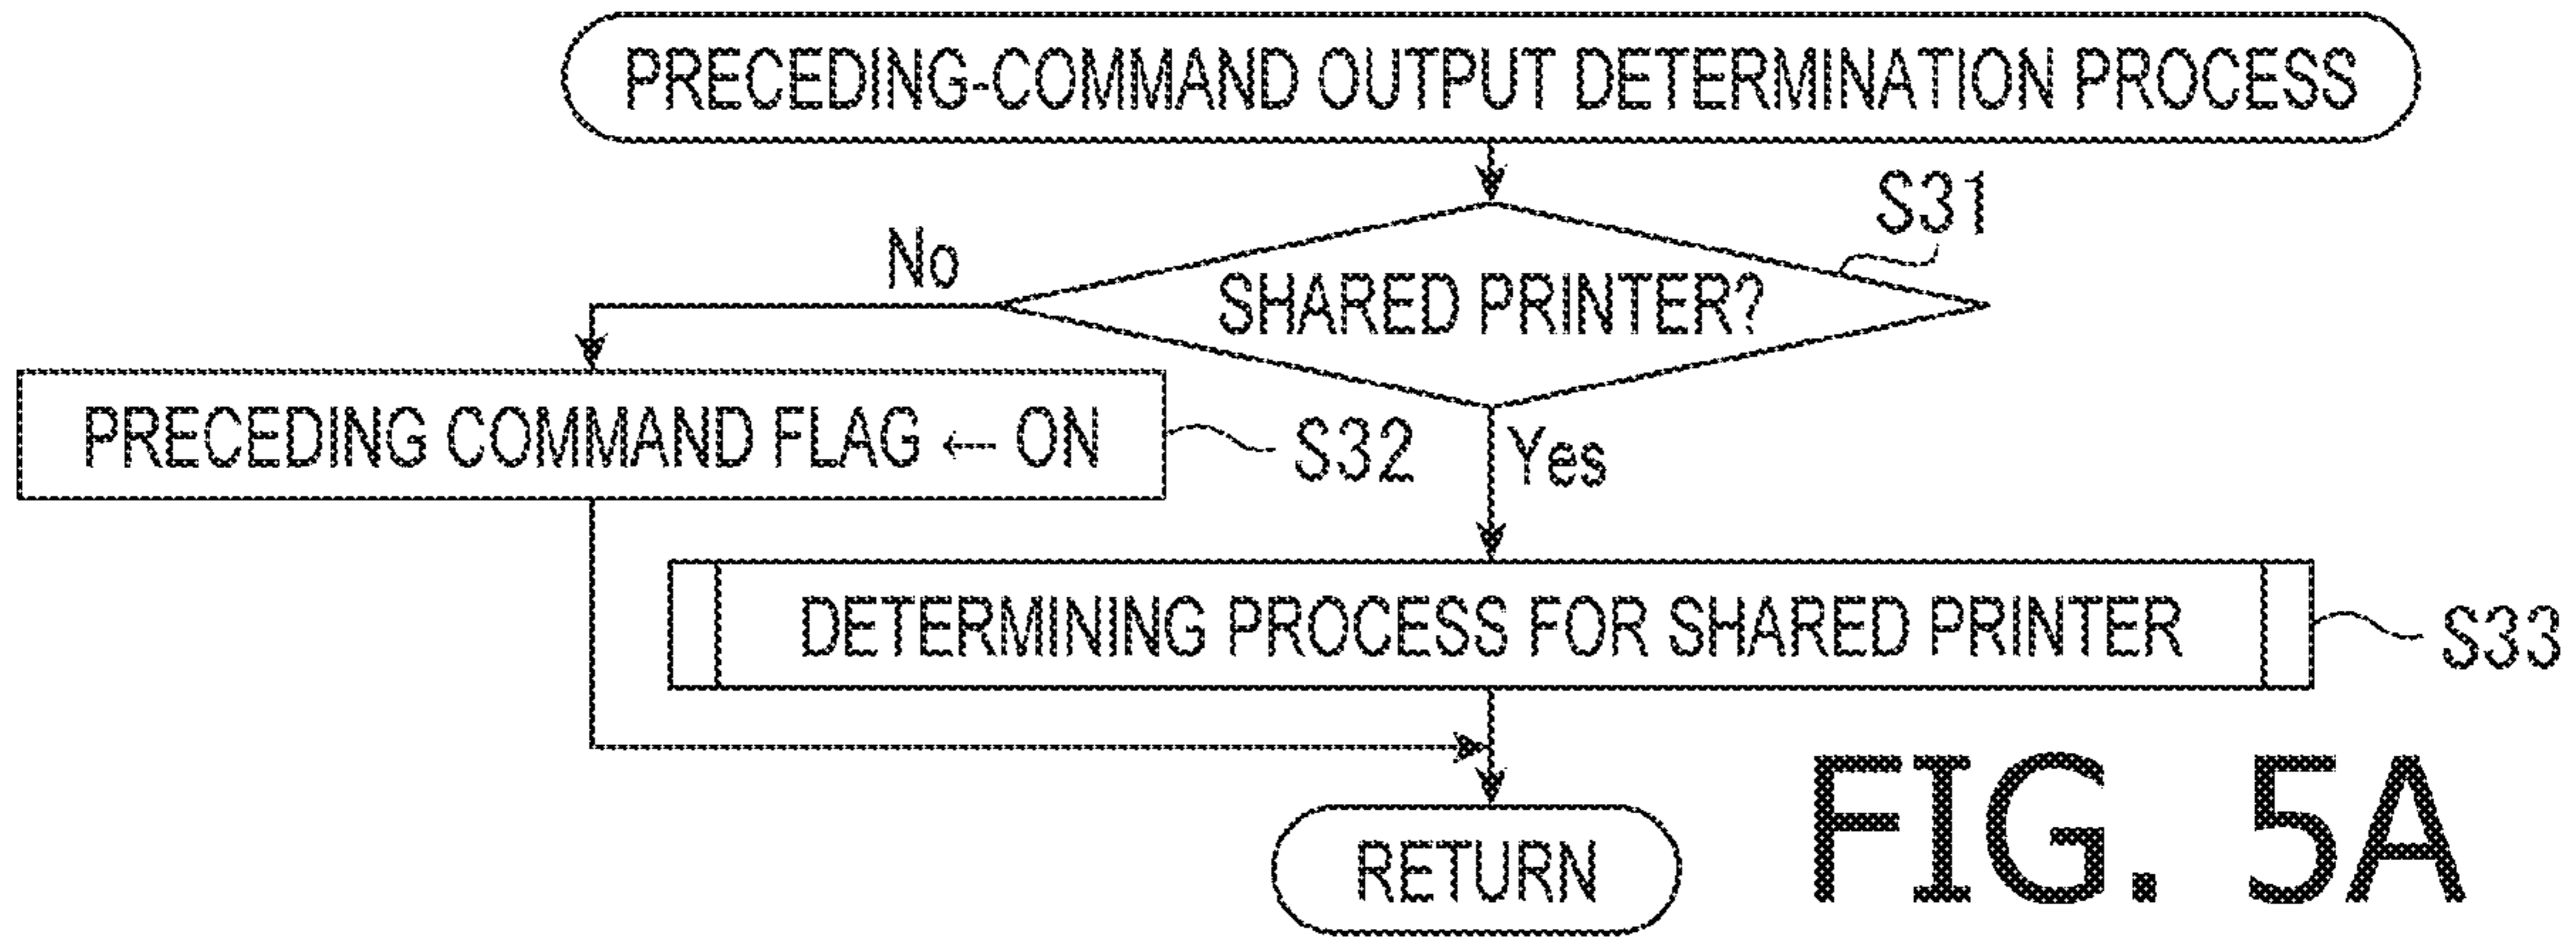 PRECEDING-COMMAND OUTPUT DETERMINATION PROCESS
S31
No
SHARED PRINTER?
PRECEDING COMMAND FLAG ← ON
S32
Yes
DETERMINING PROCESS FOR SHARED PRINTER
S33
RETURN
FIG. 5A